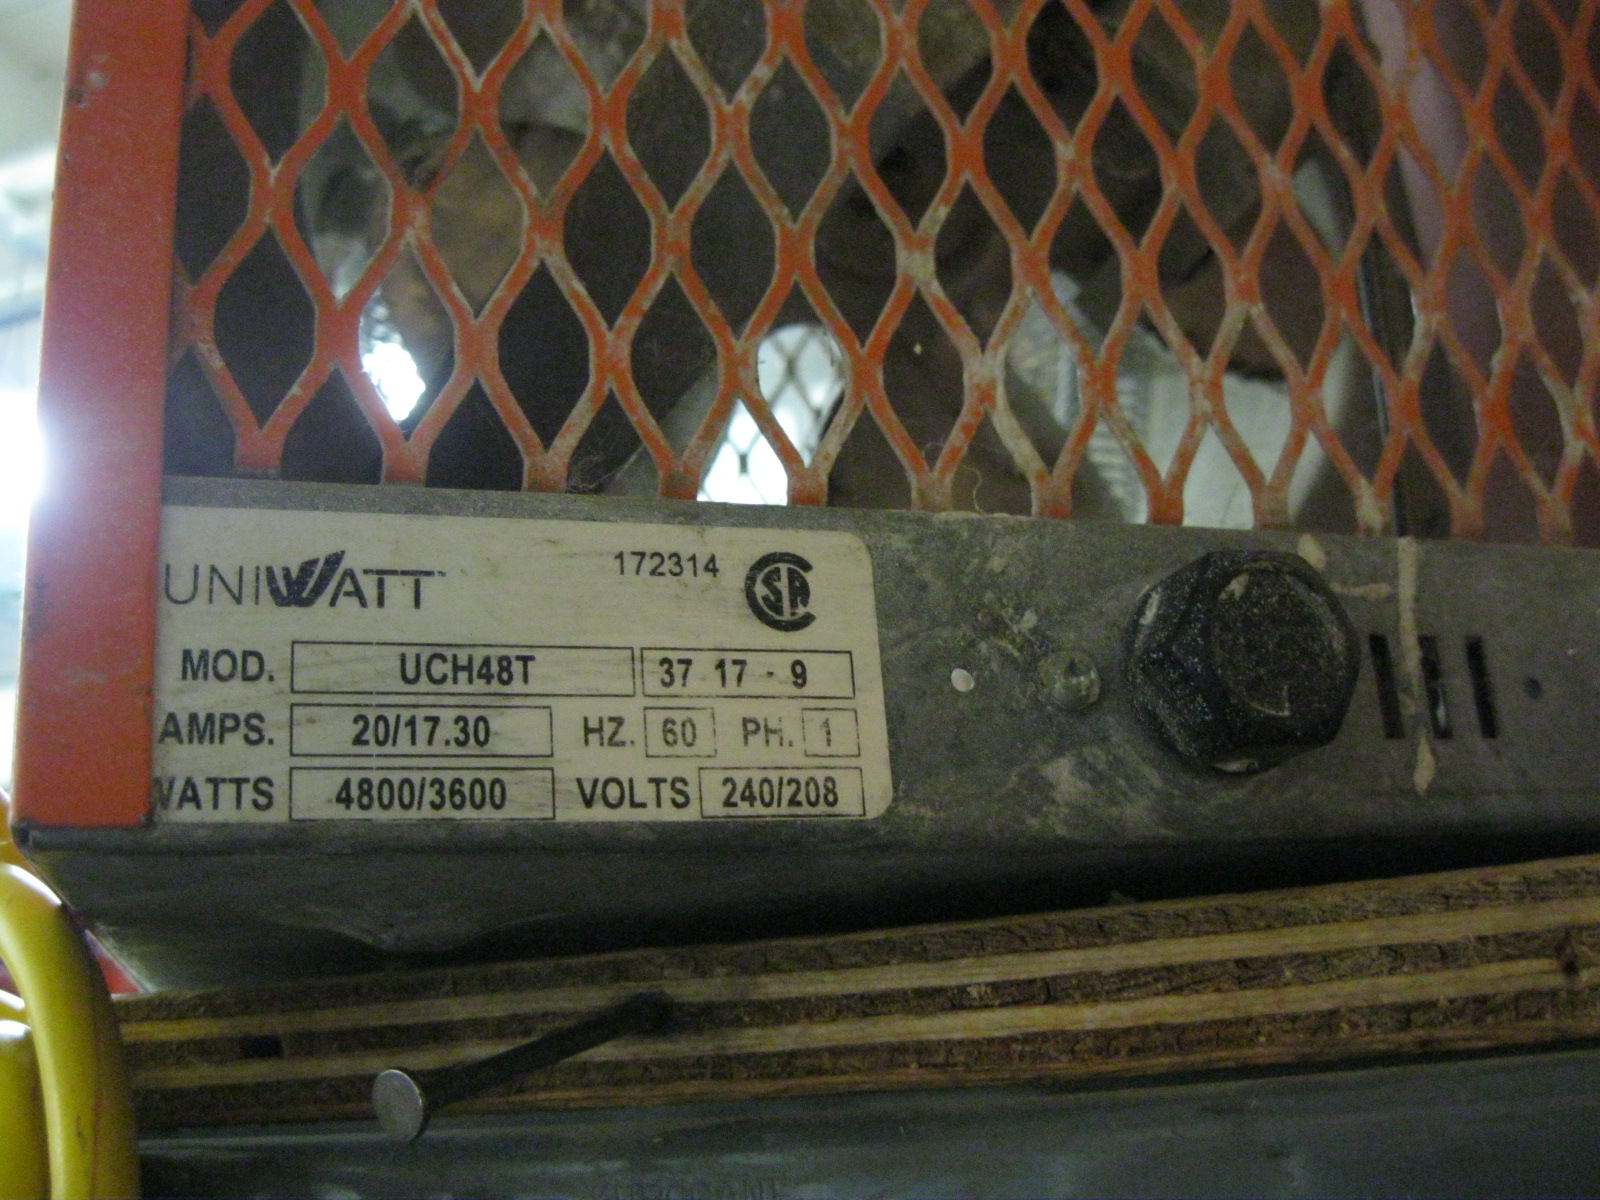 UNIWATT 172314 CSA
MOD. UCH48T 37 17 - 9
AMPS. 20/17.30 HZ. 60 PH. 1
WATTS 4800/3600 VOLTS 240/208